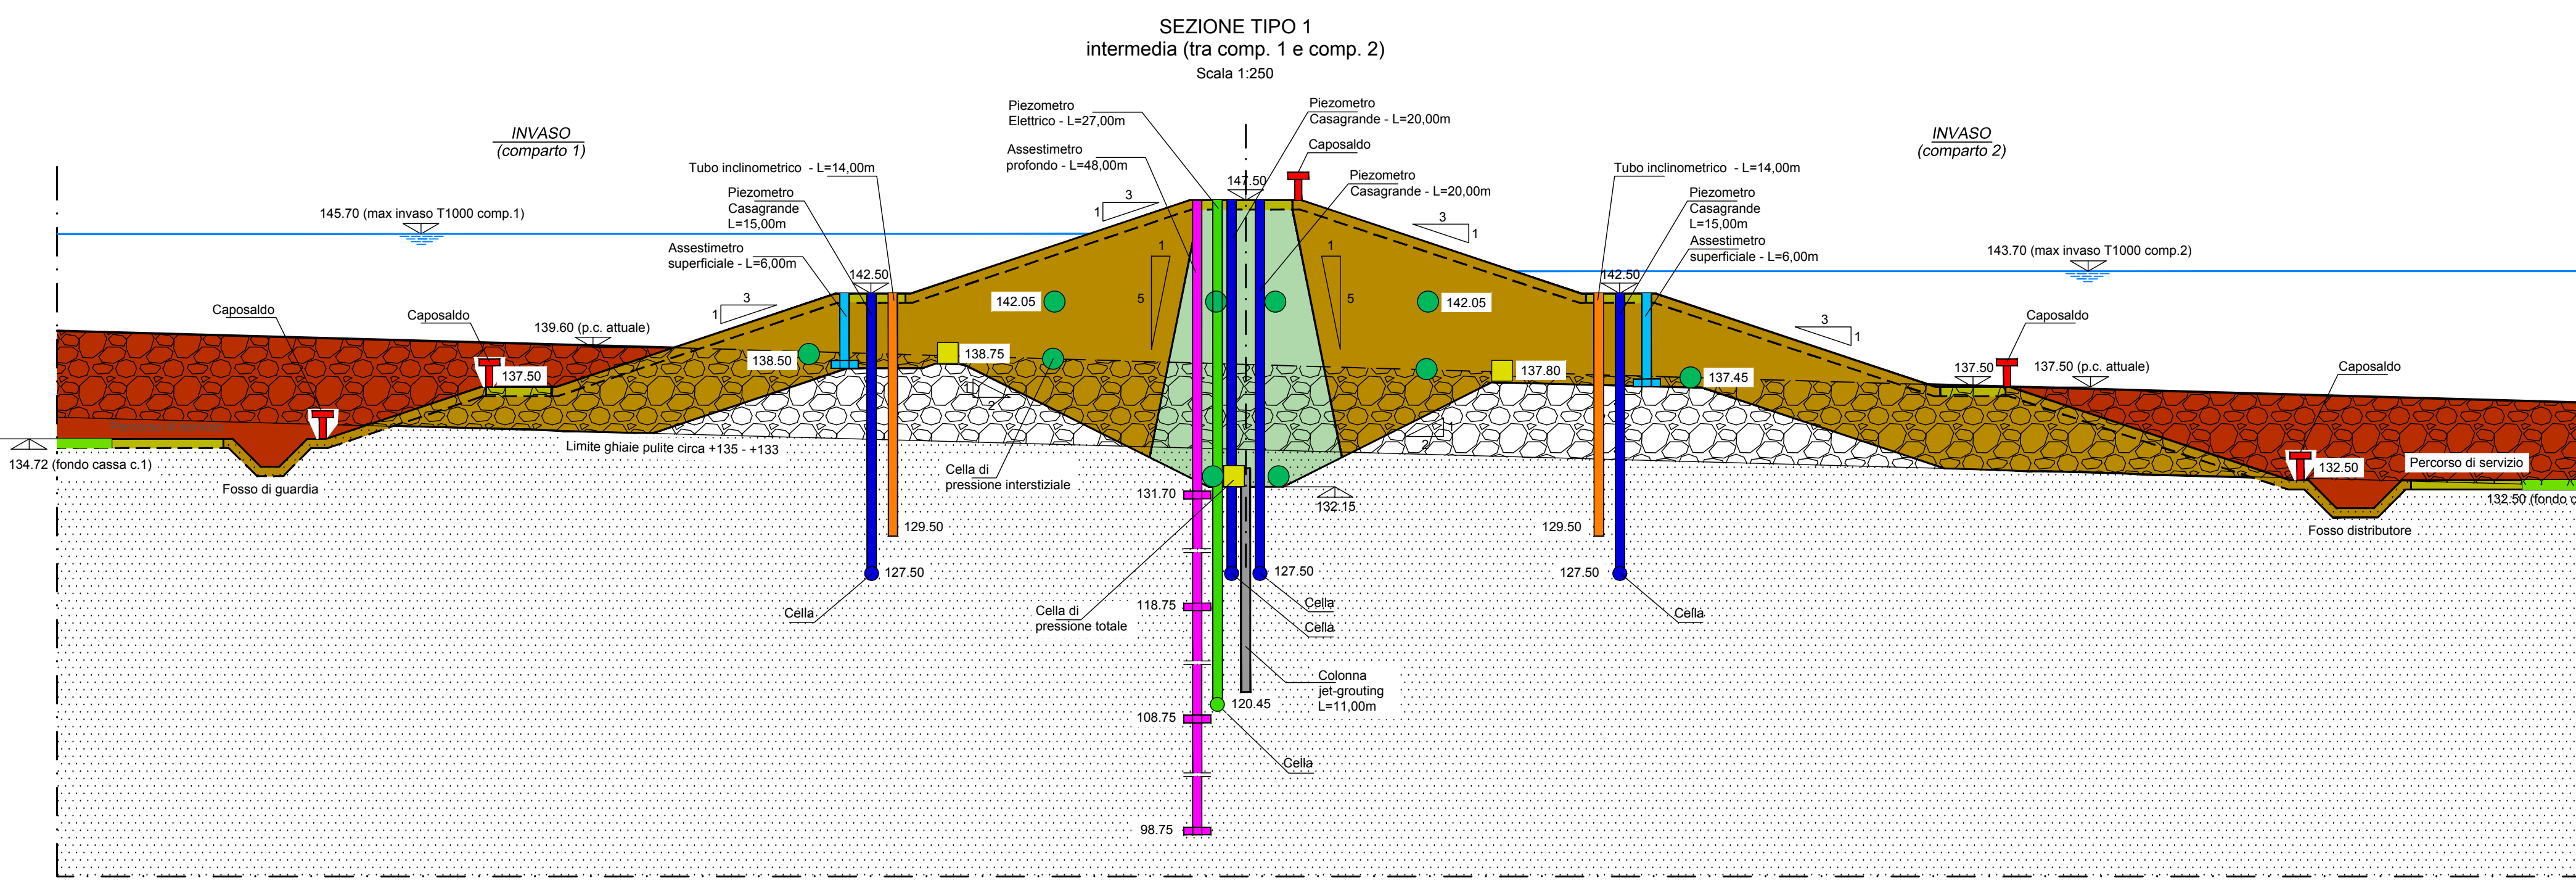 SEZIONE TIPO 1
intermedia (tra comp. 1 e comp. 2)
Scala 1:250
INVASO
(comparto 1)
INVASO
(comparto 2)
145.70 (max invaso T1000 comp.1)
143.70 (max invaso T1000 comp.2)
Tubo inclinometrico - L=14,00m
Piezometro
Casagrande
L=15,00m
Assestimetro
superficiale - L=6,00m
Piezometro
Elettrico - L=27,00m
Assestimetro
profondo - L=48,00m
Piezometro
Casagrande - L=20,00m
Caposaldo
Piezometro
Casagrande - L=20,00m
Tubo inclinometrico - L=14,00m
Piezometro
Casagrande
L=15,00m
Assestimetro
superficiale - L=6,00m
147.50
142.50
142.50
3
1
3
1
3
1
3
1
1
5
1
5
1
2
1
2
142.05
142.05
138.50
138.75
137.80
137.45
Caposaldo
Caposaldo
139.60 (p.c. attuale)
137.50
137.50
137.50 (p.c. attuale)
Caposaldo
Caposaldo
Percorso di servizio
134.72 (fondo cassa c.1)
Fosso di guardia
Limite ghiaie pulite circa +135 - +133
Cella di
pressione interstiziale
132.50
Percorso di servizio
132.50 (fondo c
Fosso distributore
131.70
132.15
129.50
129.50
127.50
127.50
127.50
118.75
120.45
108.75
98.75
Cella
Cella di
pressione totale
Cella
Cella
Cella
Colonna
jet-grouting
L=11,00m
Cella